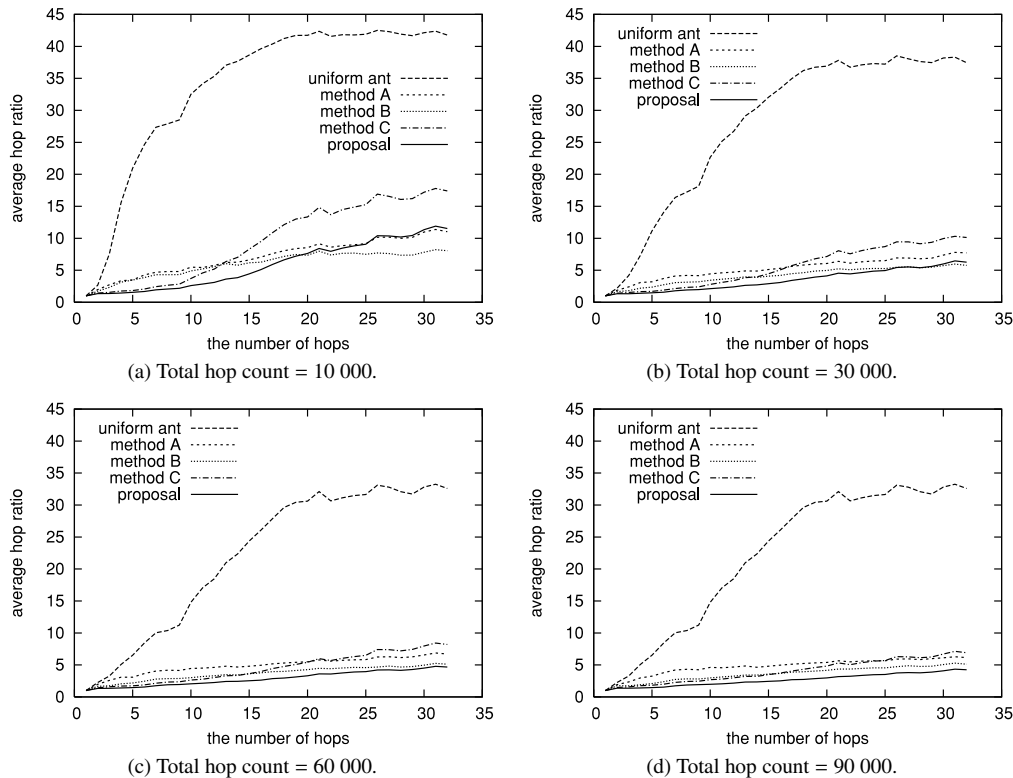 45
40
35
30
25
20
15
10
5
0
average hop ratio
uniform ant
method A
method B
method C
proposal
0 5 10 15 20 25 30 35
the number of hops
(a) Total hop count = 10 000.
45
40
35
30
25
20
15
10
5
0
average hop ratio
uniform ant
method A
method B
method C
proposal
0 5 10 15 20 25 30 35
the number of hops
(b) Total hop count = 30 000.
45
40
35
30
25
20
15
10
5
0
average hop ratio
uniform ant
method A
method B
method C
proposal
0 5 10 15 20 25 30 35
the number of hops
(c) Total hop count = 60 000.
45
40
35
30
25
20
15
10
5
0
average hop ratio
uniform ant
method A
method B
method C
proposal
0 5 10 15 20 25 30 35
the number of hops
(d) Total hop count = 90 000.